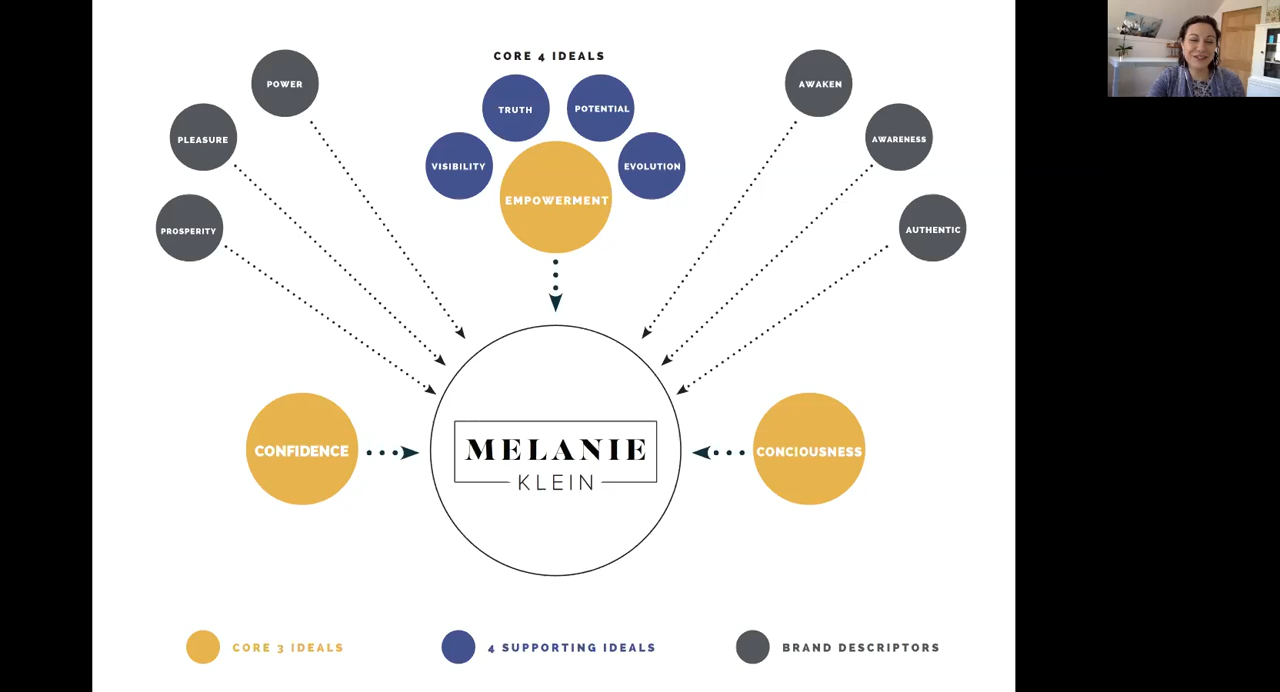 CORE 4 IDEALS
POWER
AWAKEN
TRUTH
POTENTIAL
PLEASURE
AWARENESS
VISIBILITY
EVOLUTION
EMPOWERMENT
PROSPERITY
AUTHENTIC
CONFIDENCE
MELANIE
KLEIN
CONCIOUSNESS
CORE 3 IDEALS
4 SUPPORTING IDEALS
BRAND DESCRIPTORS